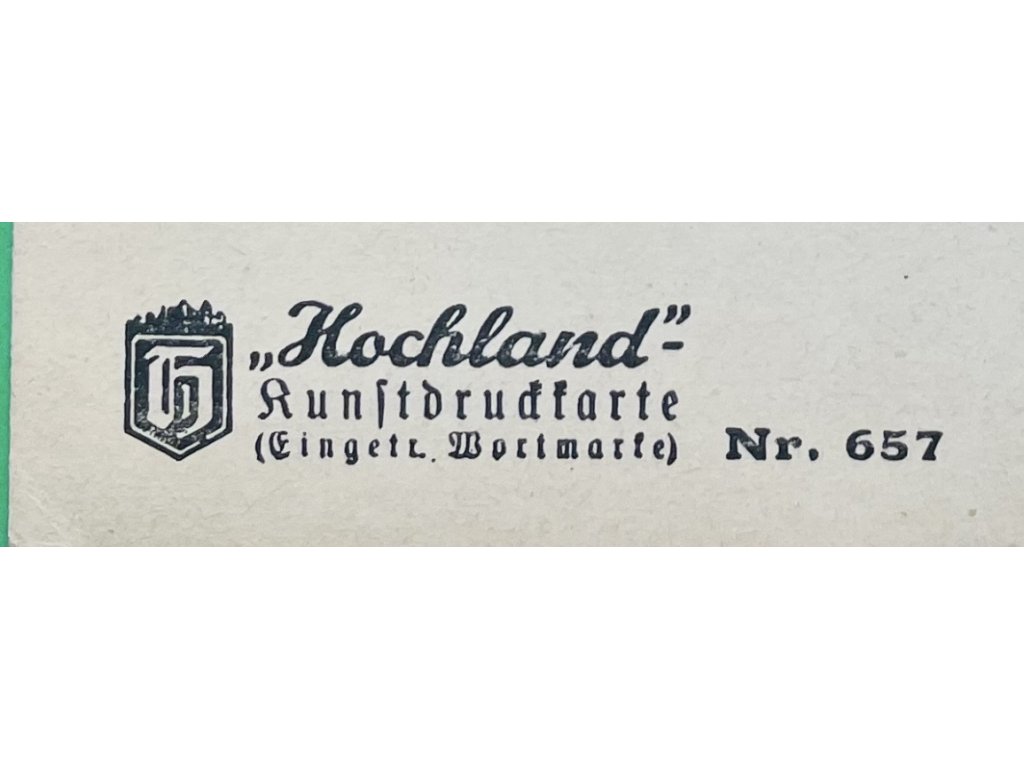 „Hochland”-
Kunstdruckkarte
(Eingetr. Wortmarke) Nr. 657